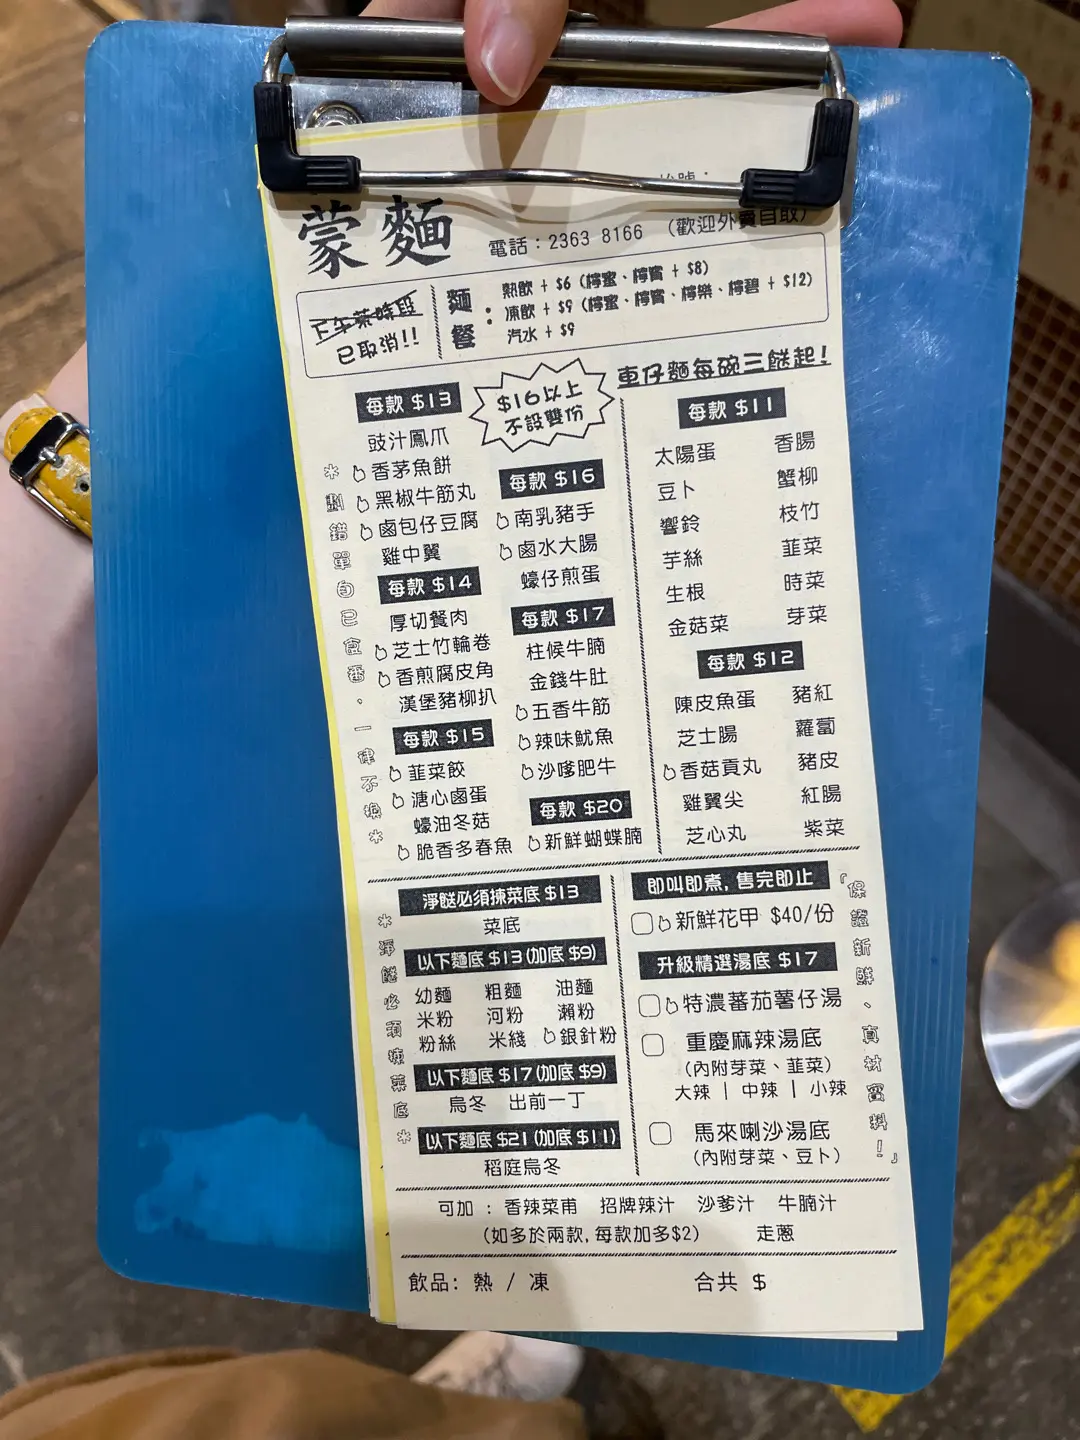 蒙麵
電話：2363 8166 （歡迎外賣自取）
下午茶時段
已取消!!
麵餐：
熱飲 + $6 (檸蜜、檸賓 + $8)
凍飲 + $9 (檸蜜、檸賓、檸樂、檸碧 + $12)
汽水 + $9
$16以上
不設雙份
車仔麵每碗三餸起!
每款 $13
豉汁鳳爪
香茅魚餅
黑椒牛筋丸
鹵包仔豆腐
雞中翼
每款 $14
厚切餐肉
芝士竹輪卷
香煎腐皮角
漢堡豬柳扒
每款 $15
韮菜餃
溏心鹵蛋
蠔油冬菇
脆香多春魚
＊劃錯單自己食番，一律不換＊
每款 $16
南乳豬手
鹵水大腸
蠔仔煎蛋
每款 $17
柱候牛腩
金錢牛肚
五香牛筋
辣味魷魚
沙嗲肥牛
每款 $20
新鮮蝴蝶腩
每款 $11
太陽蛋 香腸
豆卜 蟹柳
響鈴 枝竹
芋絲 韮菜
生根 時菜
金菇菜 芽菜
每款 $12
陳皮魚蛋 豬紅
芝士腸 蘿蔔
香菇貢丸 豬皮
雞翼尖 紅腸
芝心丸 紫菜
淨餸必須揀菜底 $13
菜底
以下麵底 $13 (加底 $9)
幼麵 粗麵 油麵
米粉 河粉 瀨粉
粉絲 米綫 銀針粉
以下麵底 $17 (加底 $9)
烏冬 出前一丁
以下麵底 $21 (加底 $11)
稻庭烏冬
＊淨餸必須揀菜底＊
即叫即煮, 售完即止
新鮮花甲 $40/份
升級精選湯底 $17
特濃蕃茄薯仔湯
重慶麻辣湯底
(內附芽菜、韮菜)
大辣 | 中辣 | 小辣
馬來喇沙湯底
(內附芽菜、豆卜)
「保證新鮮、真材實料！」
可加 : 香辣菜甫 招牌辣汁 沙爹汁 牛腩汁
(如多於兩款, 每款加多$2) 走蔥
飲品: 熱 / 凍 合共 $